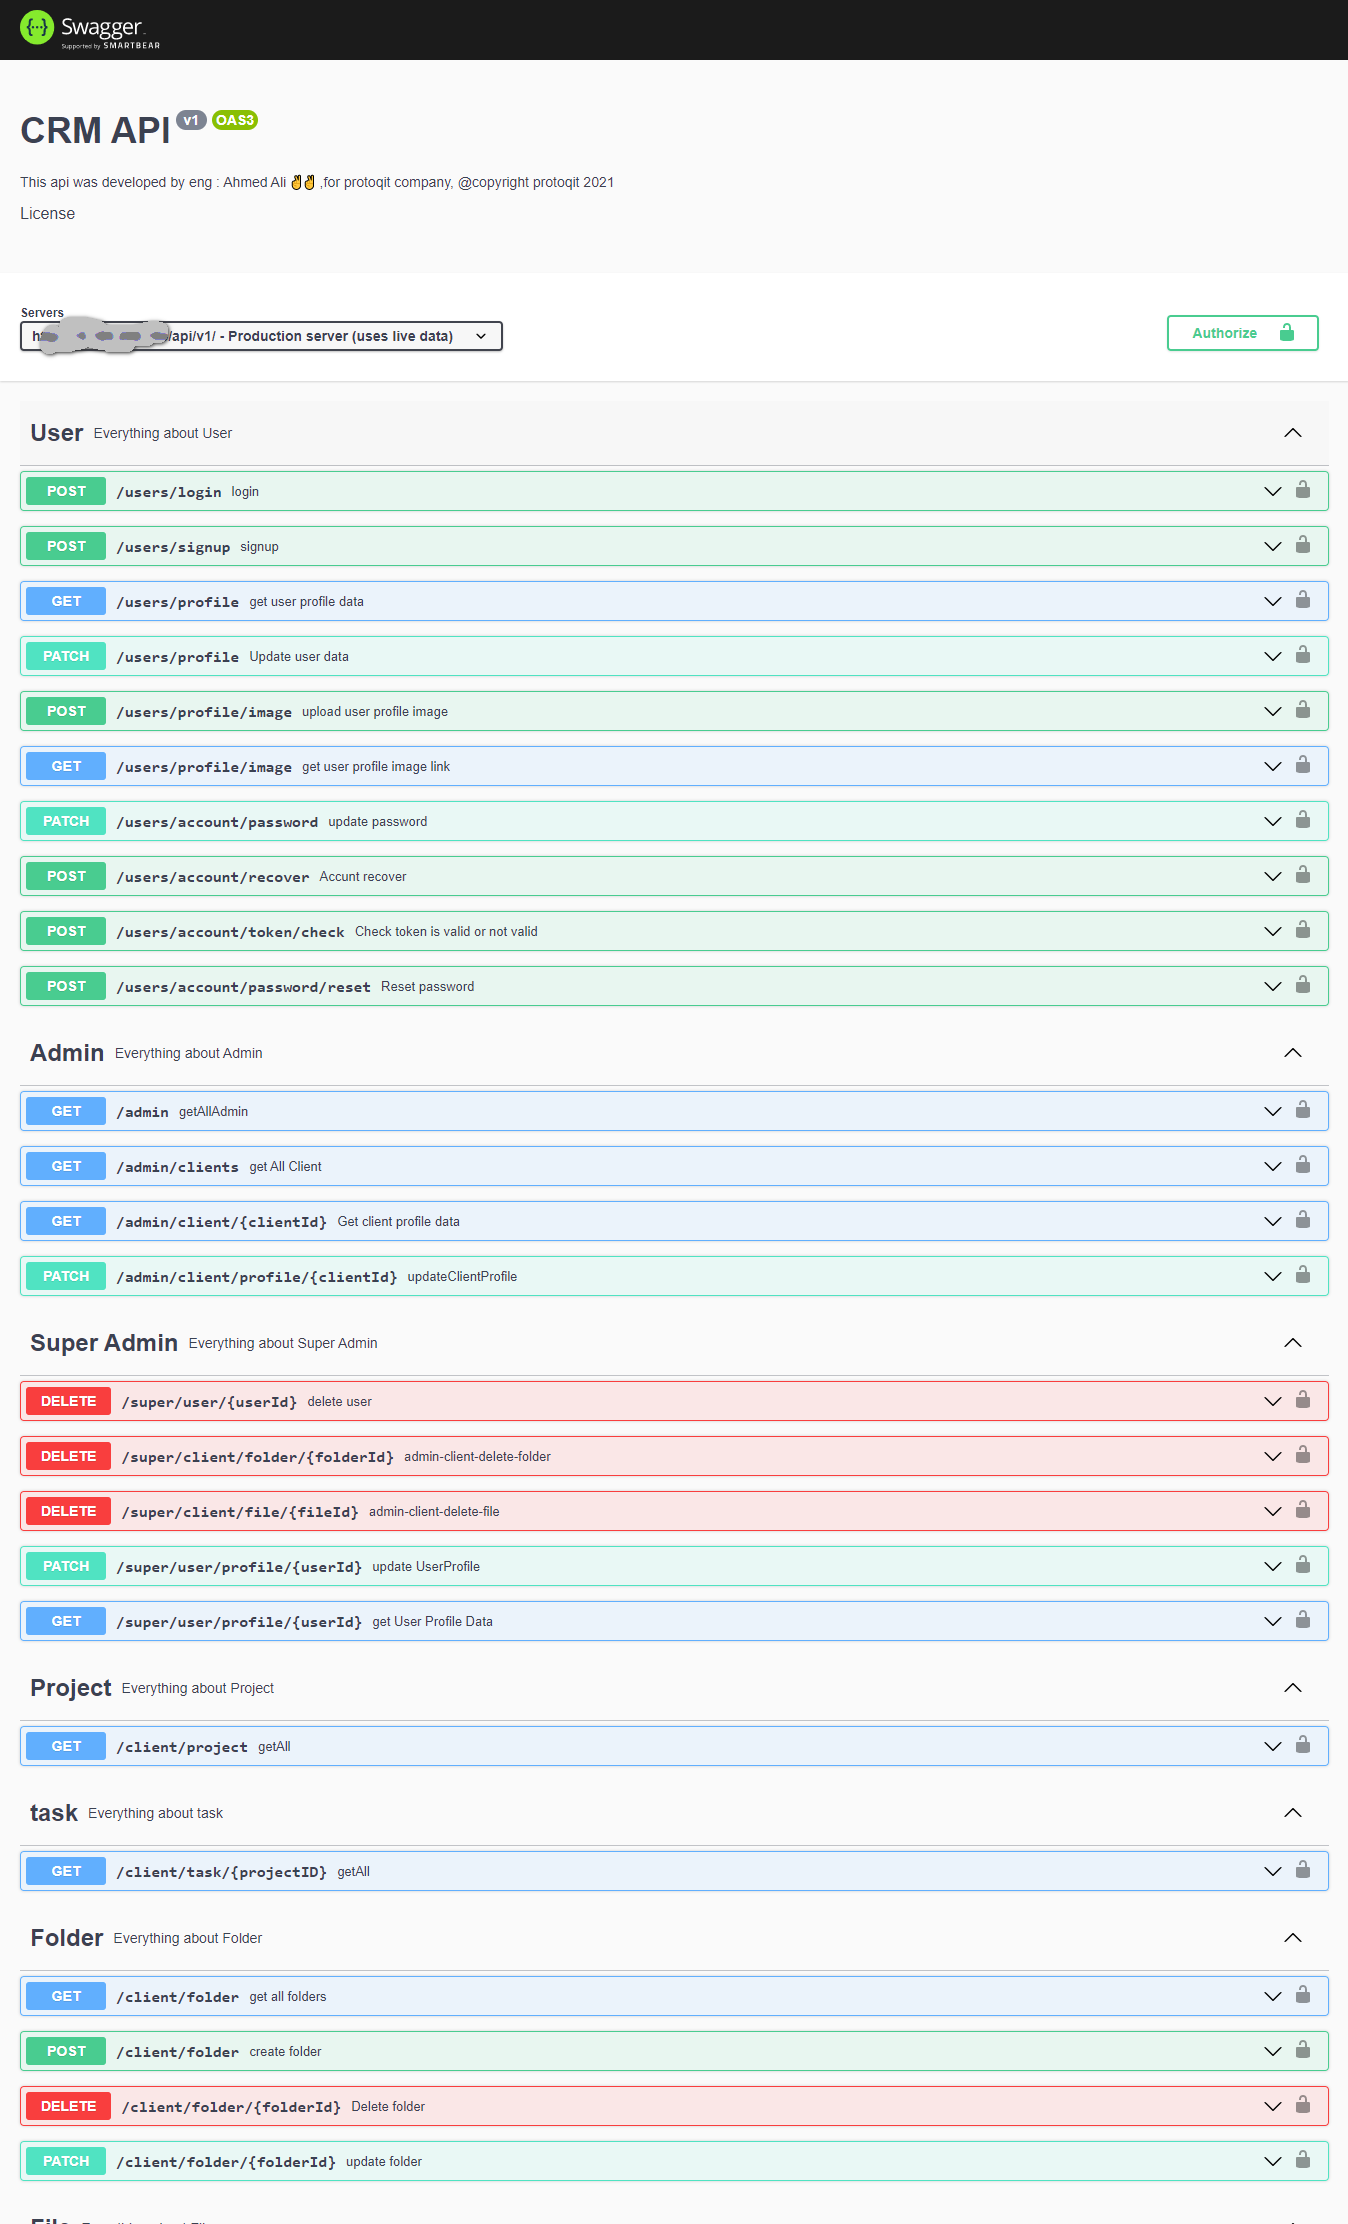 Swagger
Supported by SMARTBEAR
CRM API v1 OAS3
This api was developed by eng : Ahmed Ali ✌✌ ,for protoqit company, @copyright protoqit 2021
License
Servers
/api/v1/ - Production server (uses live data)
Authorize
User Everything about User
POST /users/login login
POST /users/signup signup
GET /users/profile get user profile data
PATCH /users/profile Update user data
POST /users/profile/image upload user profile image
GET /users/profile/image get user profile image link
PATCH /users/account/password update password
POST /users/account/recover Accunt recover
POST /users/account/token/check Check token is valid or not valid
POST /users/account/password/reset Reset password
Admin Everything about Admin
GET /admin getAllAdmin
GET /admin/clients get All Client
GET /admin/client/{clientId} Get client profile data
PATCH /admin/client/profile/{clientId} updateClientProfile
Super Admin Everything about Super Admin
DELETE /super/user/{userId} delete user
DELETE /super/client/folder/{folderId} admin-client-delete-folder
DELETE /super/client/file/{fileId} admin-client-delete-file
PATCH /super/user/profile/{userId} update UserProfile
GET /super/user/profile/{userId} get User Profile Data
Project Everything about Project
GET /client/project getAll
task Everything about task
GET /client/task/{projectID} getAll
Folder Everything about Folder
GET /client/folder get all folders
POST /client/folder create folder
DELETE /client/folder/{folderId} Delete folder
PATCH /client/folder/{folderId} update folder